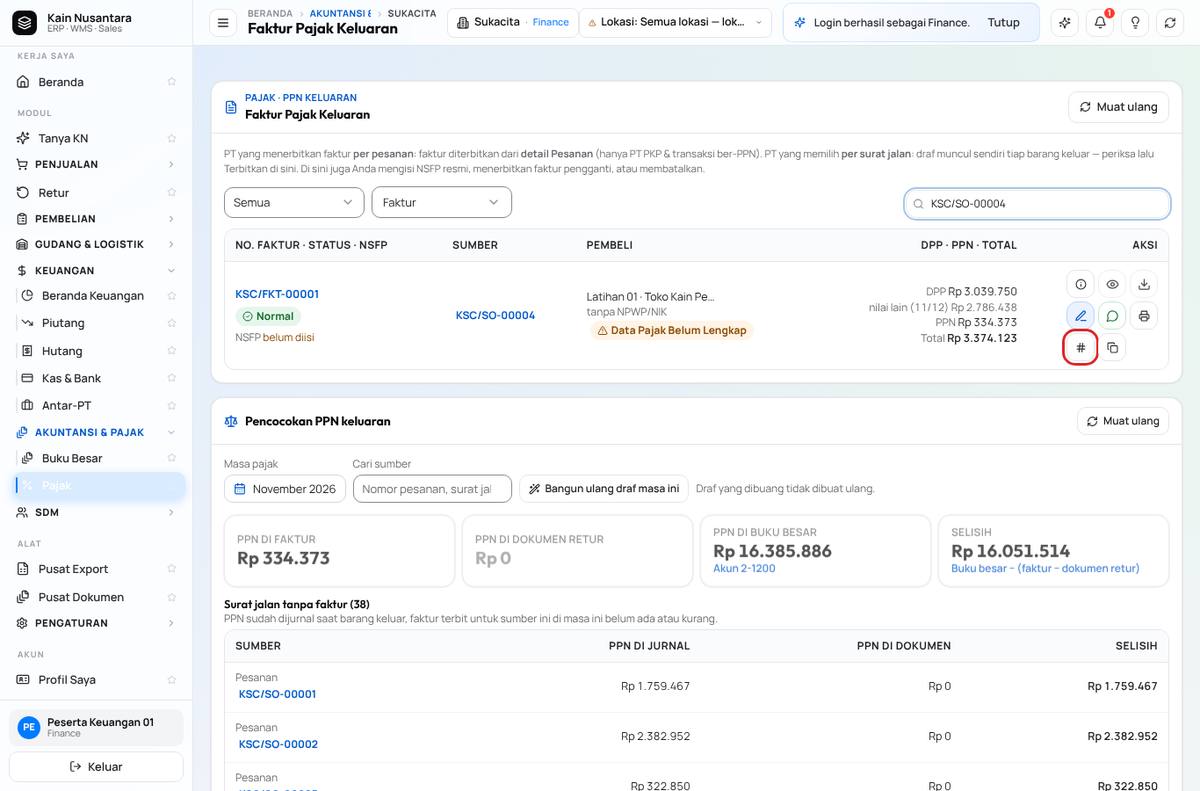 Kain Nusantara
ERP · WMS · Sales
KERJA SAYA
Beranda
MODUL
Tanya KN
PENJUALAN
Retur
PEMBELIAN
GUDANG & LOGISTIK
KEUANGAN
Beranda Keuangan
Piutang
Hutang
Kas & Bank
Antar-PT
AKUNTANSI & PAJAK
Buku Besar
Pajak
SDM
ALAT
Pusat Export
Pusat Dokumen
PENGATURAN
AKUN
Profil Saya
PE
Peserta Keuangan 01
Finance
Keluar
BERANDA > AKUNTANSI & > SUKACITA
Faktur Pajak Keluaran
Sukacita · Finance
Lokasi: Semua lokasi — lok...
Login berhasil sebagai Finance. Tutup
1
PAJAK · PPN KELUARAN
Faktur Pajak Keluaran
Muat ulang
PT yang menerbitkan faktur per pesanan: faktur diterbitkan dari detail Pesanan (hanya PT PKP & transaksi ber-PPN). PT yang memilih per surat jalan: draf muncul sendiri tiap barang keluar — periksa lalu
Terbitkan di sini. Di sini juga Anda mengisi NSFP resmi, menerbitkan faktur pengganti, atau membatalkan.
Semua
Faktur
KSC/SO-00004
NO. FAKTUR · STATUS · NSFP SUMBER PEMBELI DPP · PPN · TOTAL AKSI
KSC/FKT-00001
Normal
NSFP belum diisi
KSC/SO-00004
Latihan 01 · Toko Kain Pe...
tanpa NPWP/NIK
Data Pajak Belum Lengkap
DPP Rp 3.039.750
nilai lain (11/12) Rp 2.786.438
PPN Rp 334.373
Total Rp 3.374.123
Pencocokan PPN keluaran
Muat ulang
Masa pajak
November 2026
Cari sumber
Nomor pesanan, surat jal
Bangun ulang draf masa ini
Draf yang dibuang tidak dibuat ulang.
PPN DI FAKTUR
Rp 334.373
PPN DI DOKUMEN RETUR
Rp 0
PPN DI BUKU BESAR
Rp 16.385.886
Akun 2-1200
SELISIH
Rp 16.051.514
Buku besar − (faktur − dokumen retur)
Surat jalan tanpa faktur (38)
PPN sudah dijurnal saat barang keluar, faktur terbit untuk sumber ini di masa ini belum ada atau kurang.
SUMBER PPN DI JURNAL PPN DI DOKUMEN SELISIH
Pesanan
KSC/SO-00001 Rp 1.759.467 Rp 0 Rp 1.759.467
Pesanan
KSC/SO-00002 Rp 2.382.952 Rp 0 Rp 2.382.952
Pesanan
Rp 322.850 Rp 0 Rp 322.850